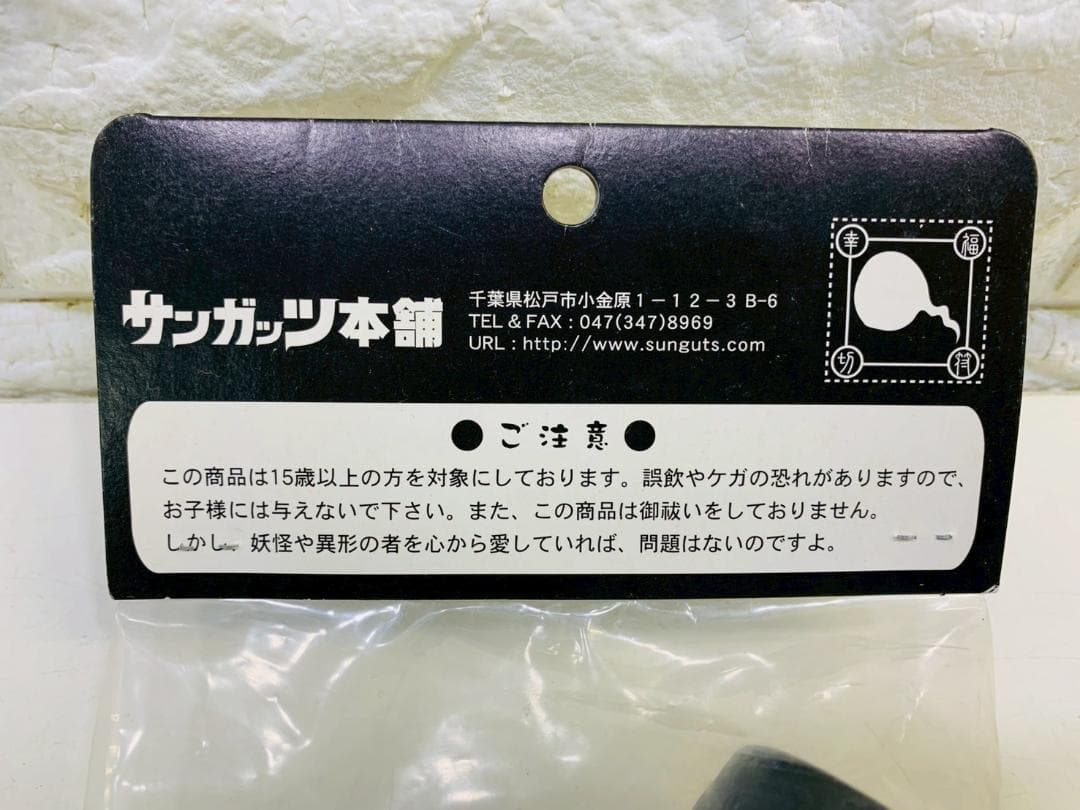 サンガッツ本舗
千葉県松戸市小金原1-12-3 B-6
TEL & FAX : 047(347)8969
URL : http://www.sunguts.com
幸 福
切 符
●ご注意●
この商品は15歳以上の方を対象にしております。誤飲やケガの恐れがありますので、
お子様には与えないで下さい。また、この商品は御祓いをしておりません。
しかし、妖怪や異形の者を心から愛していれば、問題はないのですよ。